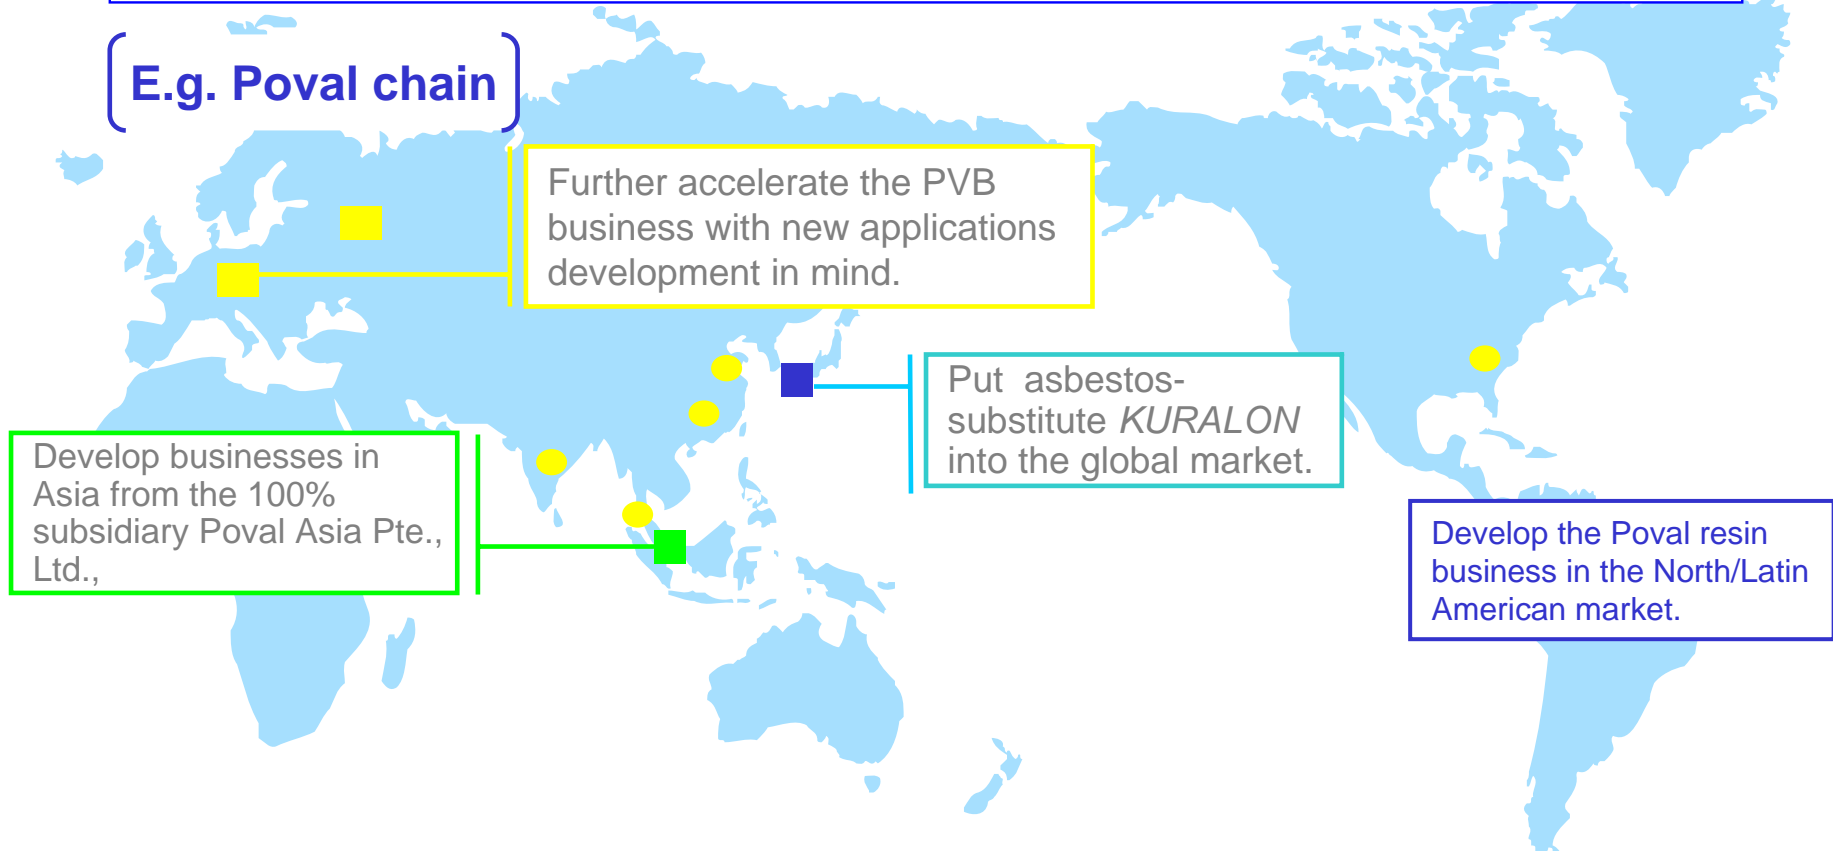 E.g. Poval chain
Further accelerate the PVB
business with new applications
development in mind.
Put asbestos-
substitute KURALON
into the global market.
Develop businesses in
Asia from the 100%
subsidiary Poval Asia Pte.,
Ltd.,
Develop the Poval resin
business in the North/Latin
American market.